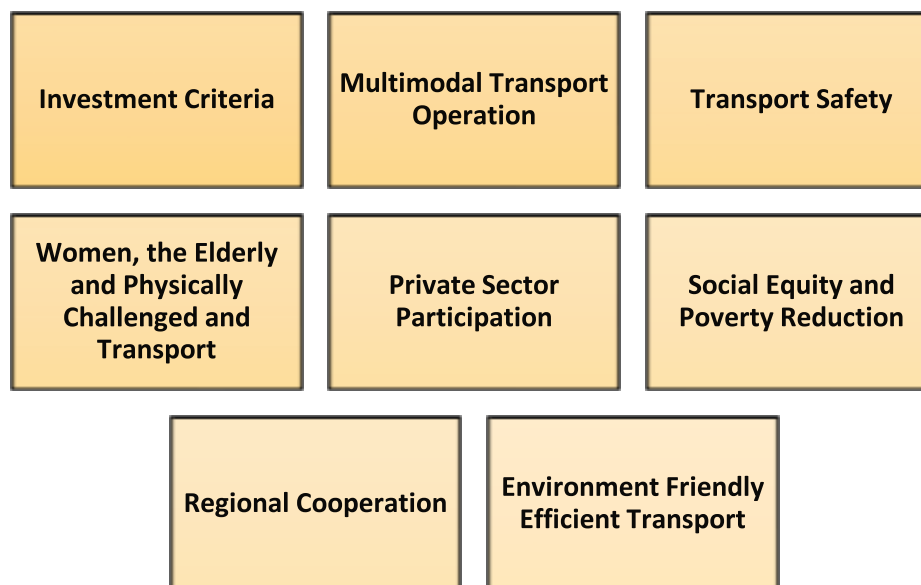 Investment Criteria
Multimodal Transport
Operation
Transport Safety
Women, the Elderly
and Physically
Challenged and
Transport
Private Sector
Participation
Social Equity and
Poverty Reduction
Regional Cooperation
Environment Friendly
Efficient Transport